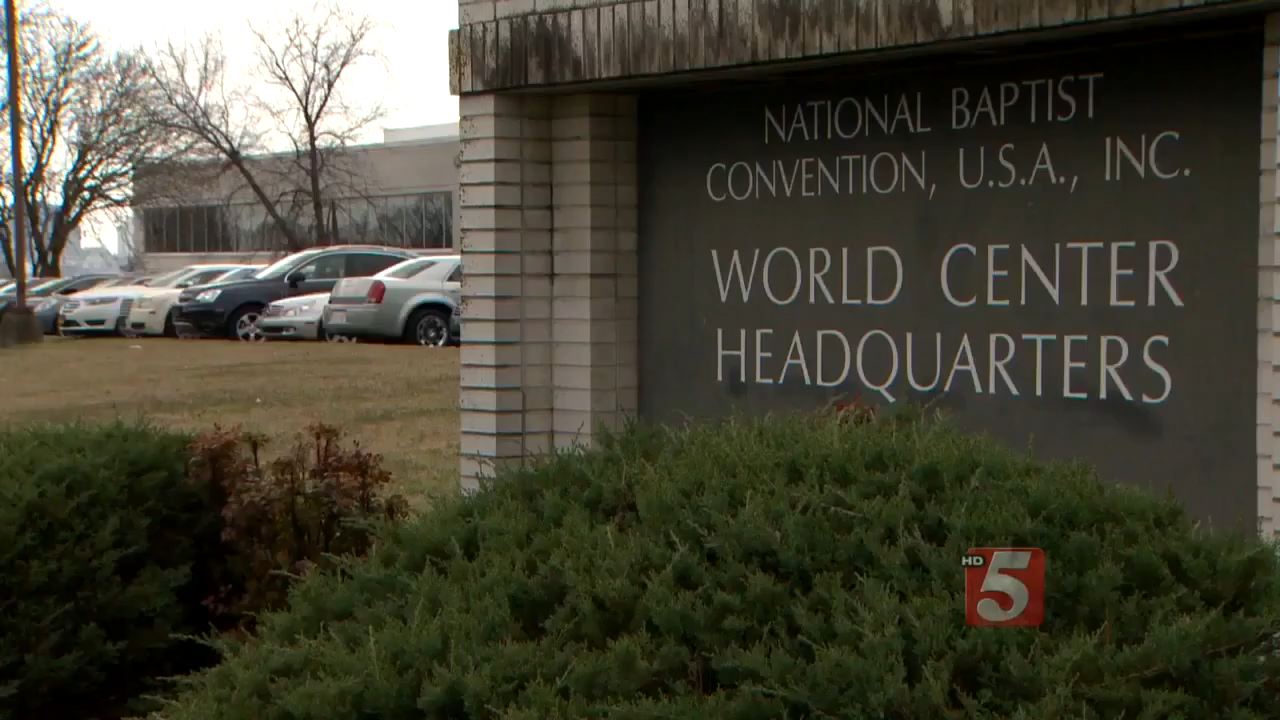 NATIONAL BAPTIST
CONVENTION, U.S.A., INC.
WORLD CENTER
HEADQUARTERS
HD 5